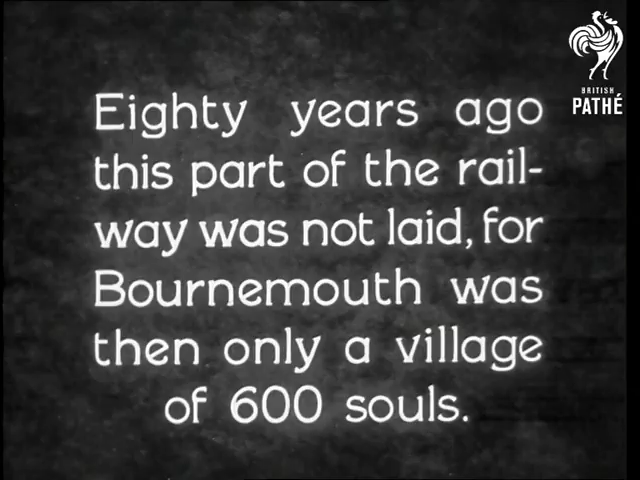 BRITISH
PATHÉ
Eighty years ago
this part of the rail-
way was not laid, for
Bournemouth was
then only a village
of 600 souls.